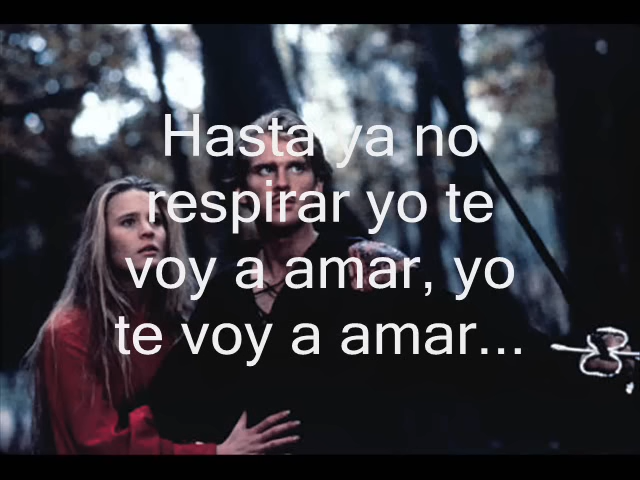 Hasta ya no
respirar yo te
voy a amar, yo
te voy a amar...